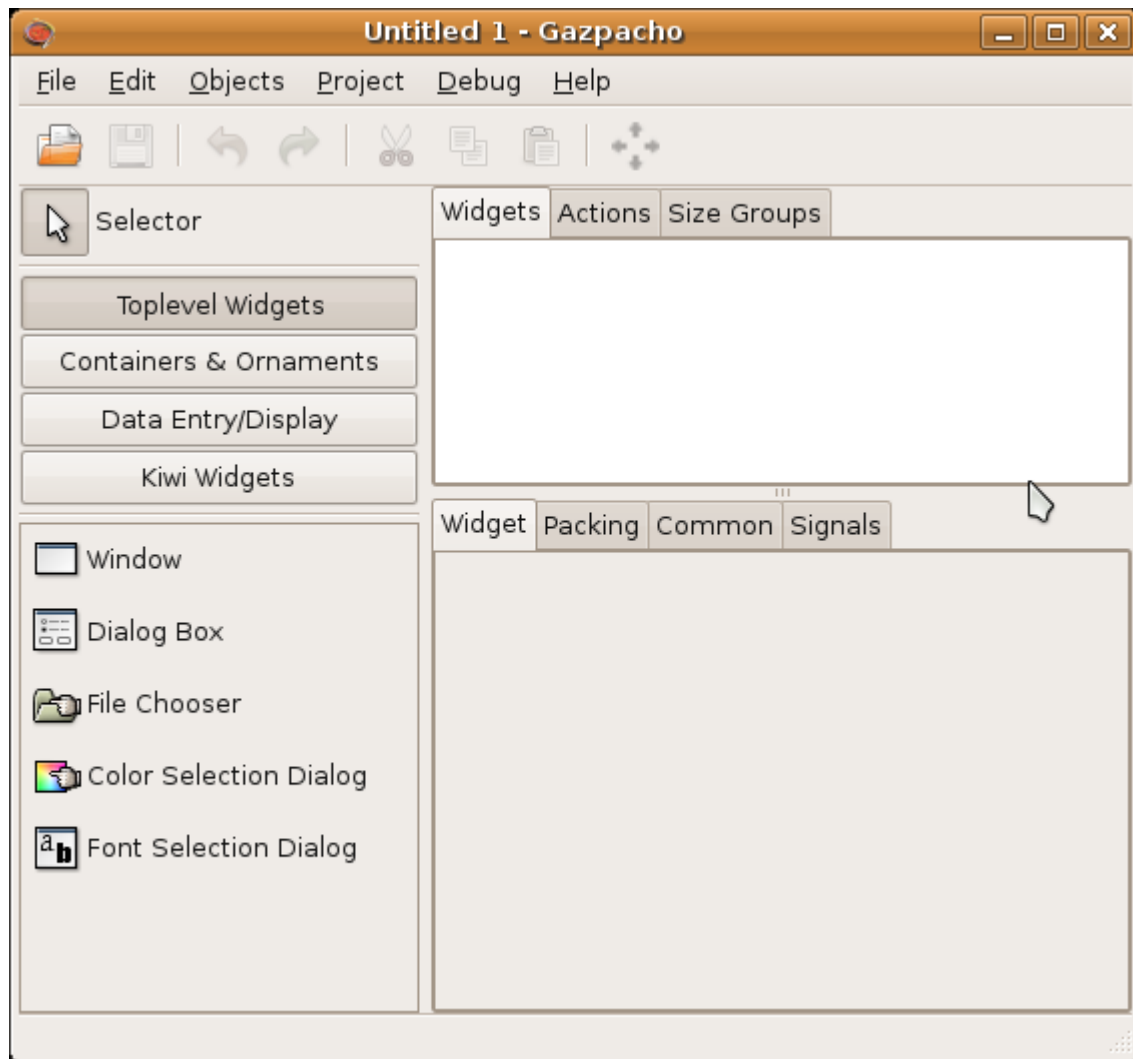 Untitled 1 - Gazpacho
File Edit Objects Project Debug Help
Selector
Toplevel Widgets
Containers & Ornaments
Data Entry/Display
Kiwi Widgets
Window
Dialog Box
File Chooser
Color Selection Dialog
ab Font Selection Dialog
Widgets Actions Size Groups
Widget Packing Common Signals